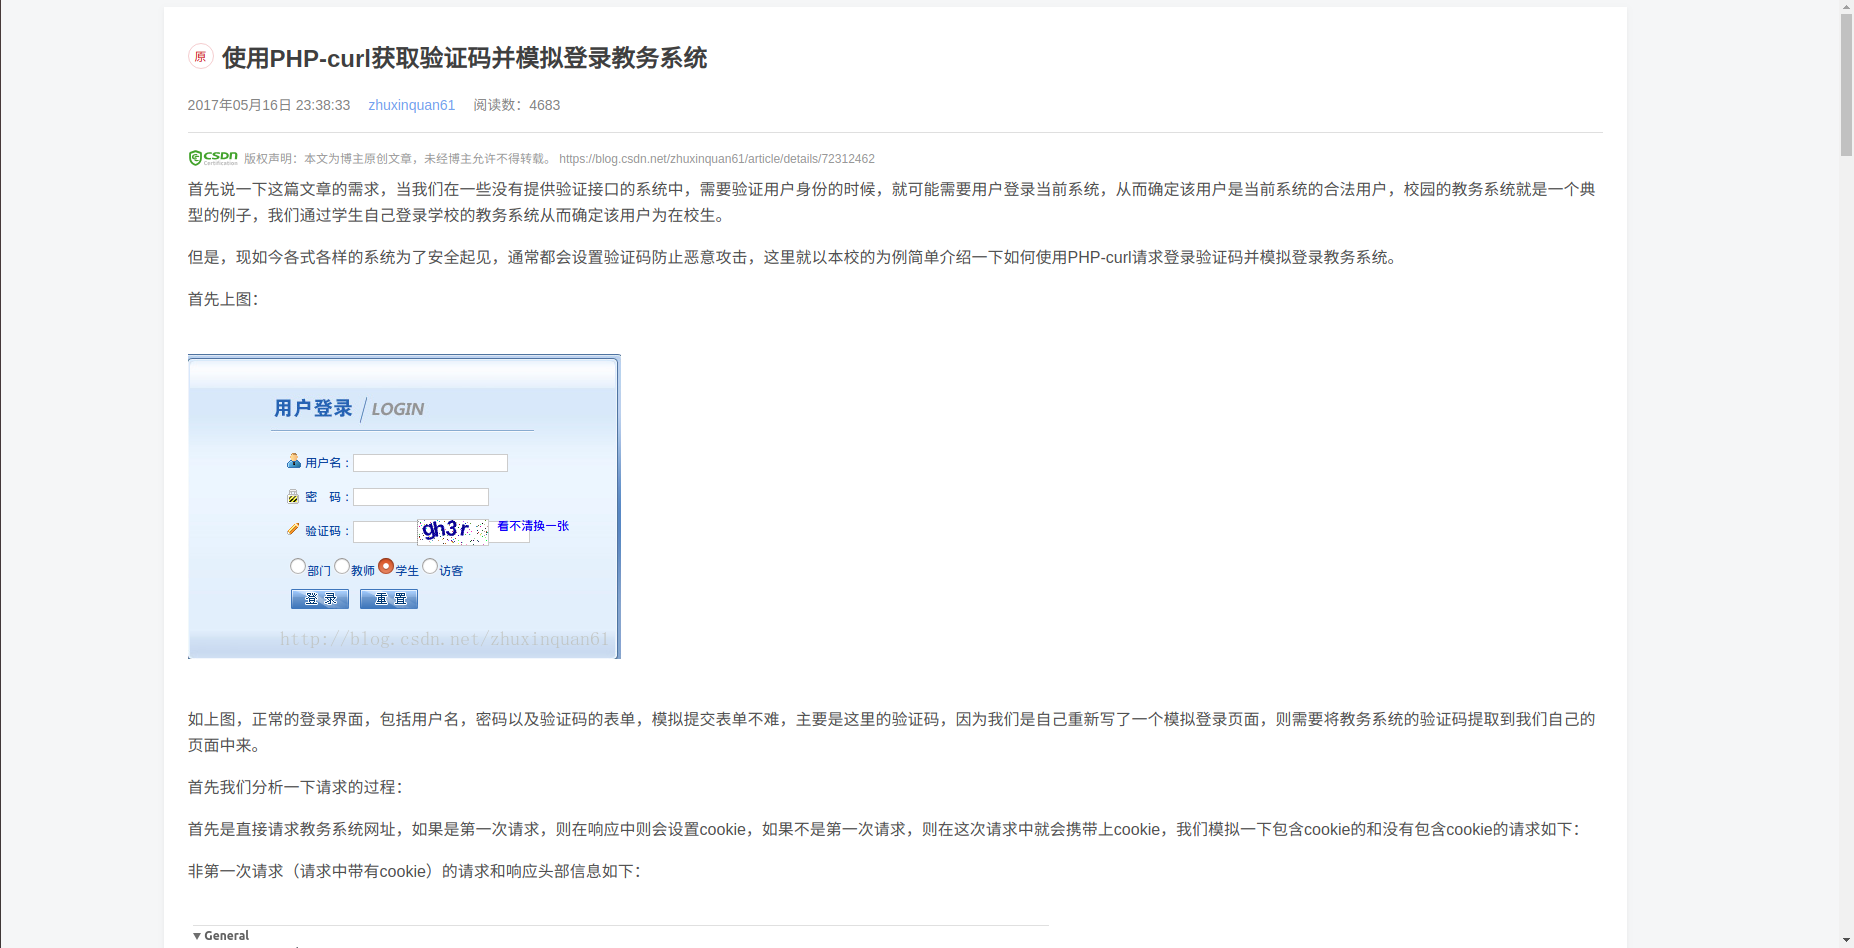 原 使用PHP-curl获取验证码并模拟登录教务系统
2017年05月16日 23:38:33 zhuxinquan61 阅读数：4683
CSDN Certification 版权声明：本文为博主原创文章，未经博主允许不得转载。 https://blog.csdn.net/zhuxinquan61/article/details/72312462
首先说一下这篇文章的需求，当我们在一些没有提供验证接口的系统中，需要验证用户身份的时候，就可能需要用户登录当前系统，从而确定该用户是当前系统的合法用户，校园的教务系统就是一个典
型的例子，我们通过学生自己登录学校的教务系统从而确定该用户为在校生。
但是，现如今各式各样的系统为了安全起见，通常都会设置验证码防止恶意攻击，这里就以本校的为例简单介绍一下如何使用PHP-curl请求登录验证码并模拟登录教务系统。
首先上图：
用户登录 / LOGIN
用户名：
密 码：
验证码： gh3r 看不清换一张
部门 教师 学生 访客
登 录 重 置
http://blog.csdn.net/zhuxinquan61
如上图，正常的登录界面，包括用户名，密码以及验证码的表单，模拟提交表单不难，主要是这里的验证码，因为我们是自己重新写了一个模拟登录页面，则需要将教务系统的验证码提取到我们自己的
页面中来。
首先我们分析一下请求的过程：
首先是直接请求教务系统网址，如果是第一次请求，则在响应中则会设置cookie，如果不是第一次请求，则在这次请求中就会携带上cookie，我们模拟一下包含cookie的和没有包含cookie的请求如下：
非第一次请求（请求中带有cookie）的请求和响应头部信息如下：
▼ General